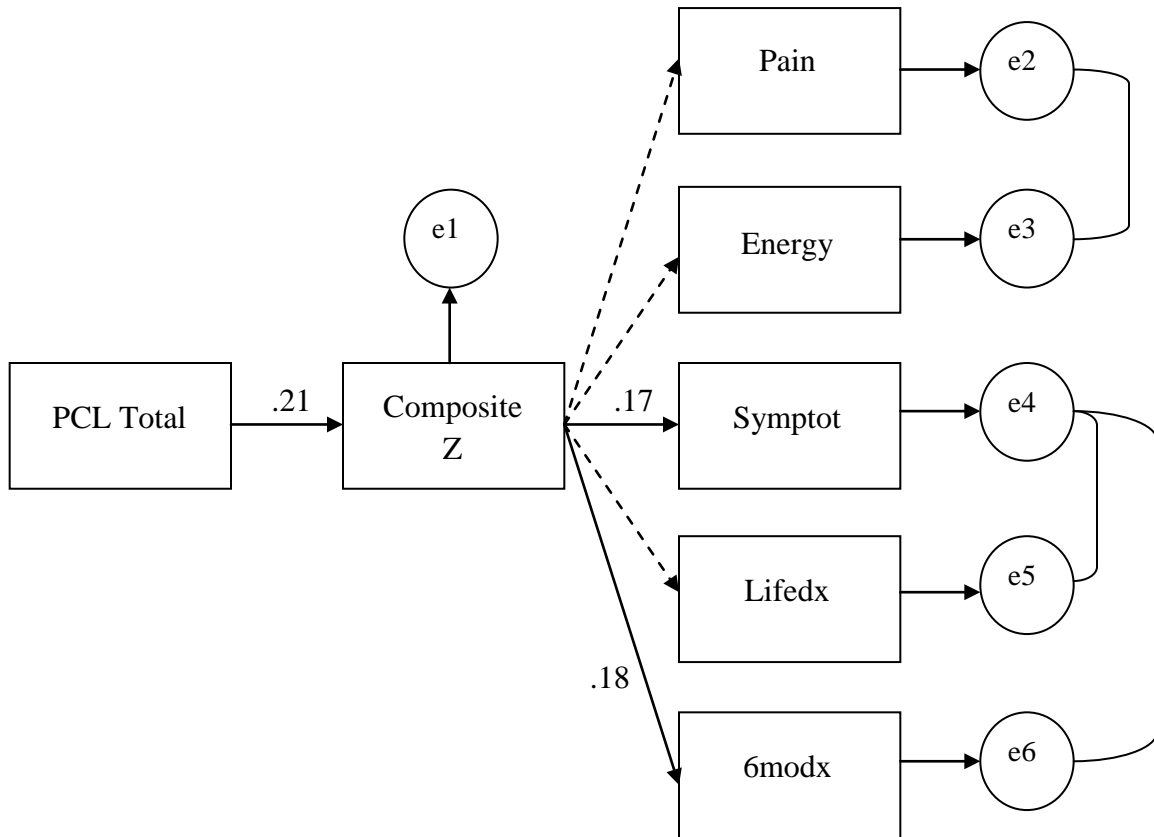 Pain
e2
e1
Energy
e3
PCL Total
.21
Composite
Z
.17
Symptot
e4
Lifedx
e5
.18
6modx
e6